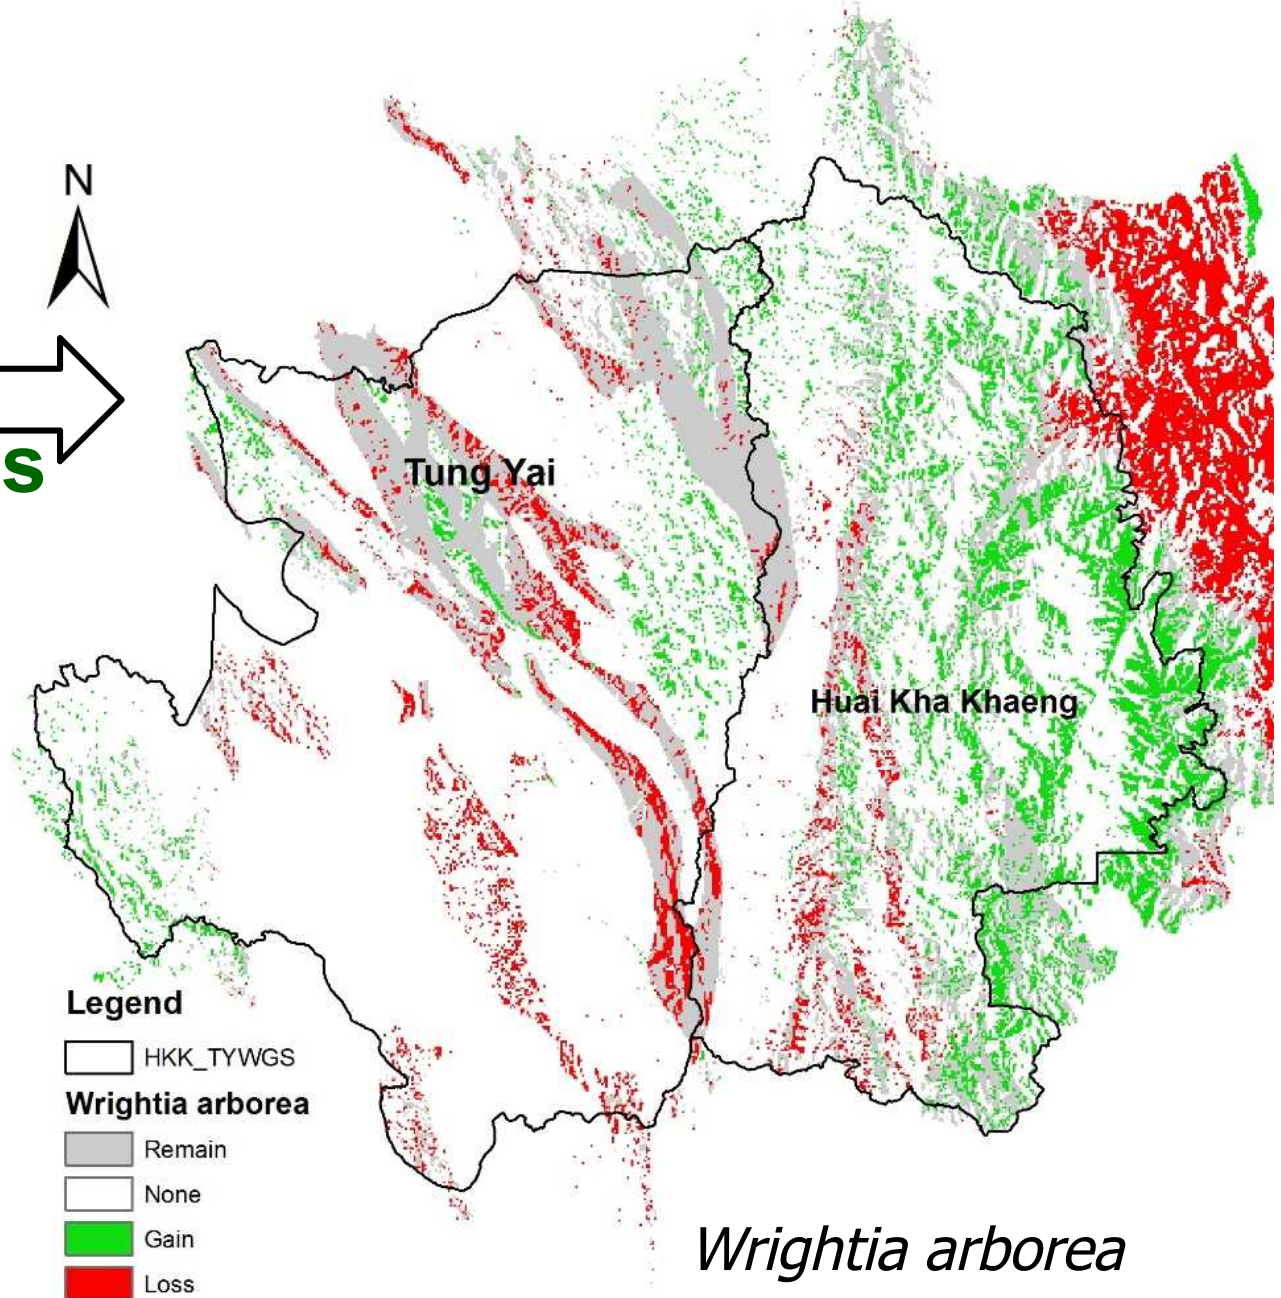 N
s
Tung Yai
Huai Kha Khaeng
Legend
HKK_TYWGS
Wrightia arborea
Remain
None
Gain
Loss
Wrightia arborea